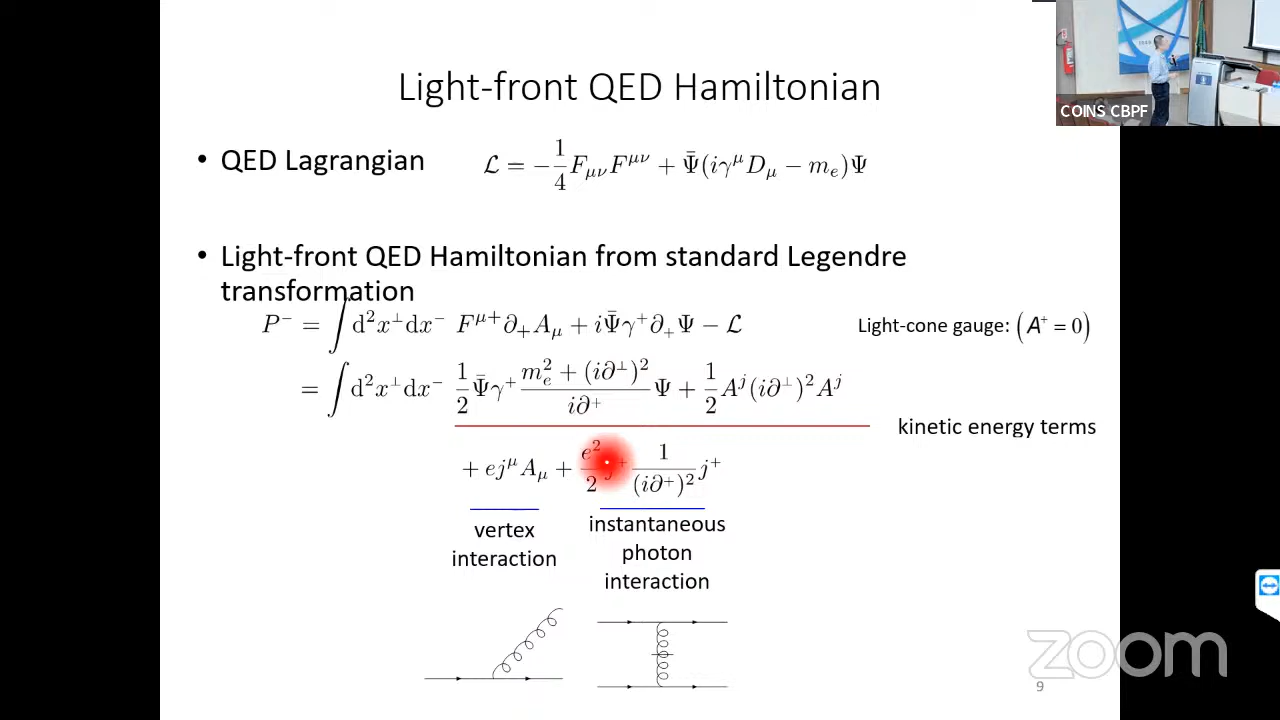 Light-front QED Hamiltonian
• QED Lagrangian ℒ = −1/4 F_{μν}F^{μν} + Ψ̄(iγ^μ D_μ − m_e)Ψ
• Light-front QED Hamiltonian from standard Legendre
transformation
P⁻ = ∫ d²x^⊥ dx⁻ F^{μ+}∂₊A_μ + iΨ̄γ⁺∂₊Ψ − ℒ Light-cone gauge: (A⁺ = 0)
= ∫ d²x^⊥ dx⁻ 1/2 Ψ̄γ⁺ (m_e² + (i∂^⊥)²)/(i∂⁺) Ψ + 1/2 A^j(i∂^⊥)²A^j
kinetic energy terms
+ ej^μ A_μ + e²/2 j⁺ 1/(i∂⁺)² j⁺
vertex
interaction
instantaneous
photon
interaction
COINS CBPF
zoom
9